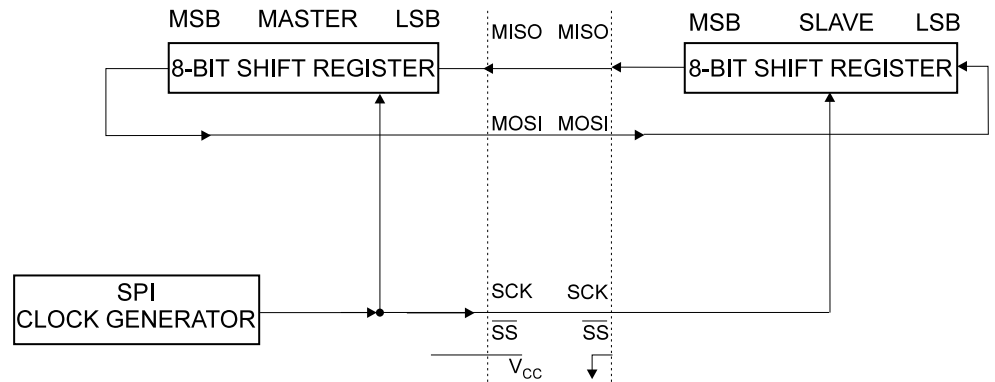 MSB MASTER LSB
MISO MISO
MSB SLAVE LSB
8-BIT SHIFT REGISTER
8-BIT SHIFT REGISTER
MOSI MOSI
SPI
CLOCK GENERATOR
SCK SCK
SS SS
VCC